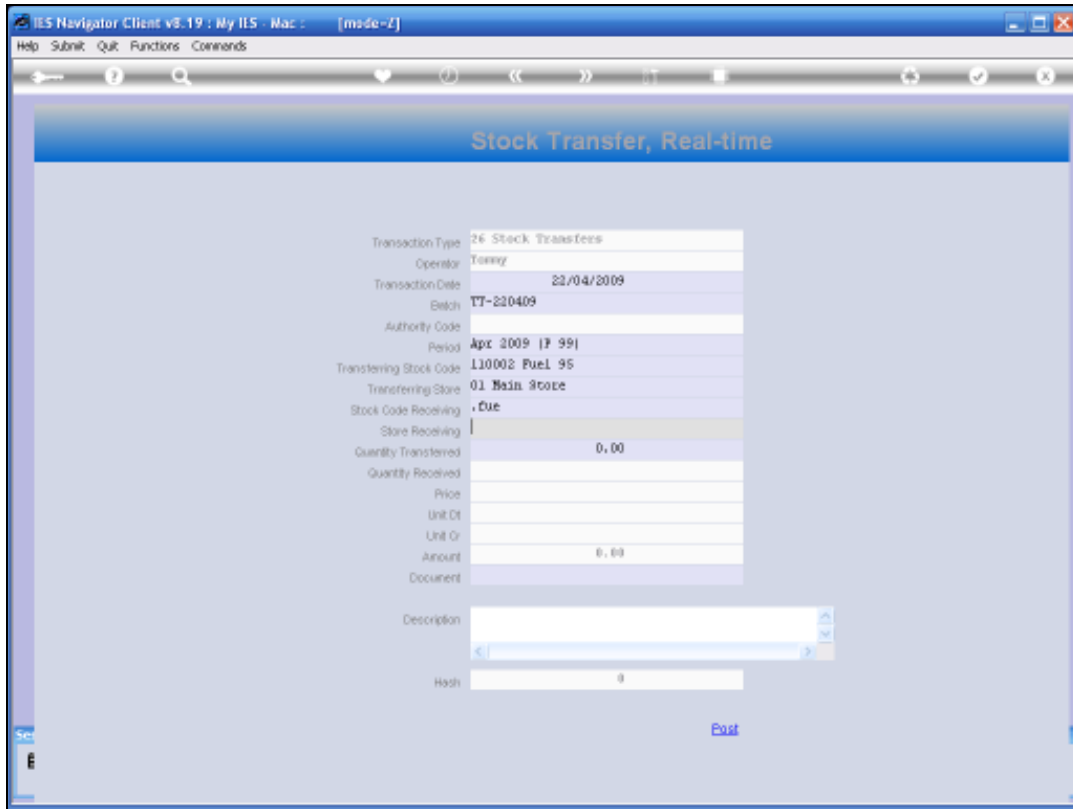 IES Navigator Client v8.19 : My IES - Mac : [mode=Z]
Help Submit Quit Functions Commands
Stock Transfer, Real-time
Transaction Type 26 Stock Transfers
Operator Tommy
Transaction Date 22/04/2009
Batch TT-220409
Authority Code
Period Apr 2009 (P 99)
Transferring Stock Code 110002 Fuel 95
Transferring Store 01 Main Store
Stock Code Receiving .fue
Store Receiving
Quantity Transferred 0.00
Quantity Received
Price
Unit Dt
Unit Cr
Amount 0.00
Document
Description
Hash 0
Post